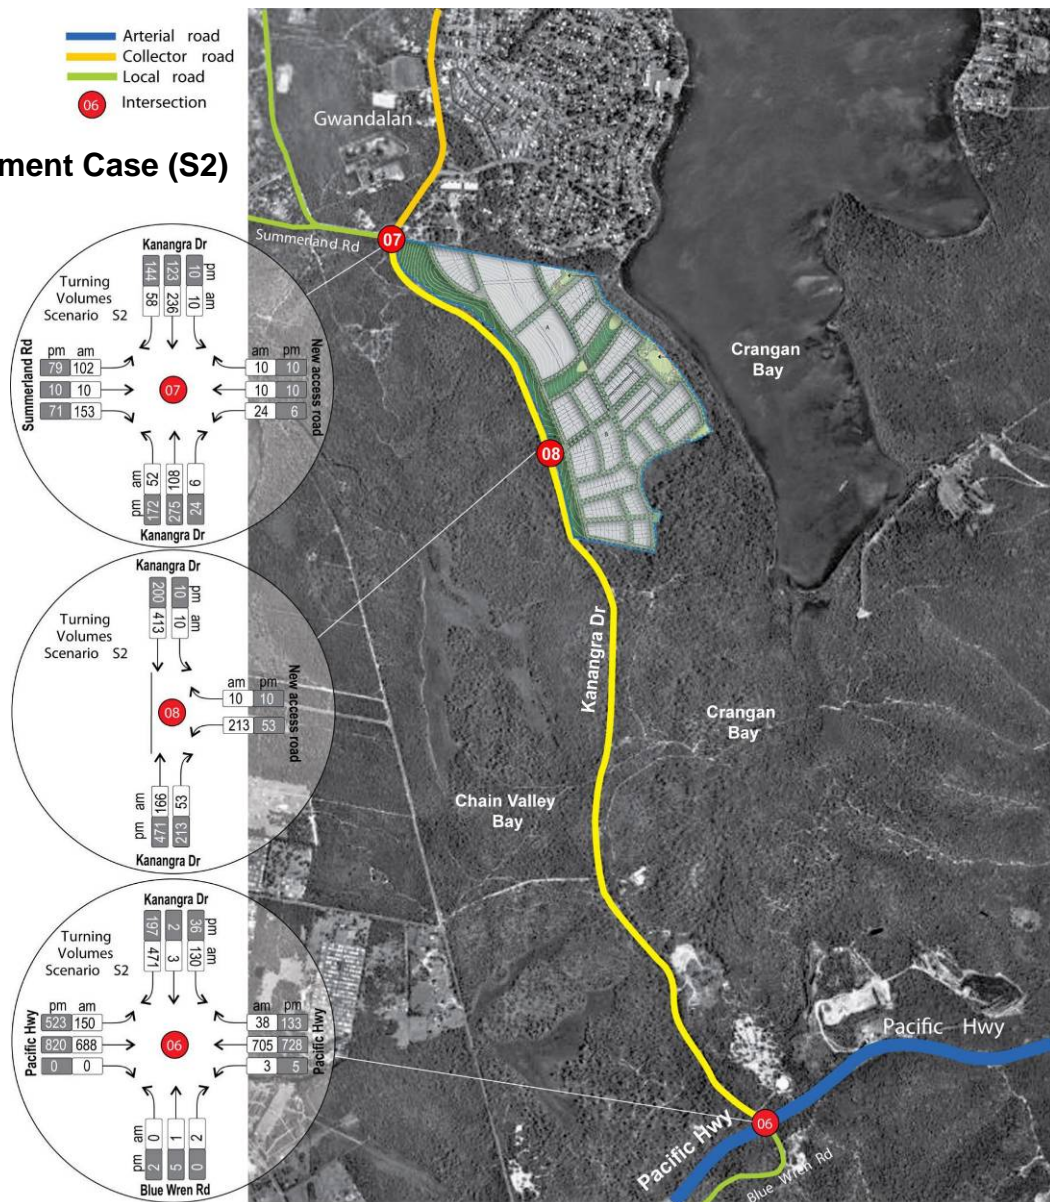 Arterial road
Collector road
Local road
06 Intersection
ment Case (S2)
Gwandalan
Summerland Rd
07
08
Crangan
Bay
Kanangra Dr
Crangan
Bay
Chain Valley
Bay
Pacific Hwy
Pacific Hwy
06
Blue Wren Rd
Kanangra Dr
Turning
Volumes
Scenario S2
144 123 10 pm
58 236 10 am
Summerland Rd
pm am
79 102
10 10
71 153
07
am pm
10 10
10 10
24 6
New access road
am 52 108 9
pm 172 275 24
Kanangra Dr
Kanangra Dr
Turning
Volumes
Scenario S2
200 10 pm
413 10 am
08
am pm
10 10
213 53
New access road
am 166 53
pm 471 213
Kanangra Dr
Kanangra Dr
Turning
Volumes
Scenario S2
197 2 36 pm
471 3 130 am
Pacific Hwy
pm am
523 150
820 688
0 0
06
am pm
38 133
705 728
3 5
Pacific Hwy
am 0 1 2
pm 2 5 0
Blue Wren Rd